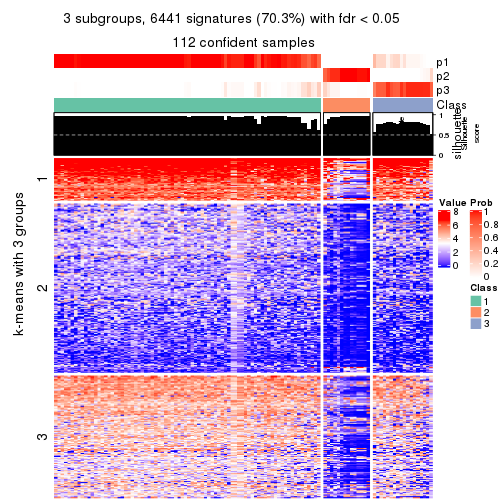 3 subgroups, 6441 signatures (70.3%) with fdr < 0.05
112 confident samples
p1
p2
p3
Class
1
0.5
0
silhouette
Silhouette
score
k-means with 3 groups
1
2
3
Value
8
6
4
2
0
Prob
1
0.8
0.6
0.4
0.2
0
Class
1
2
3